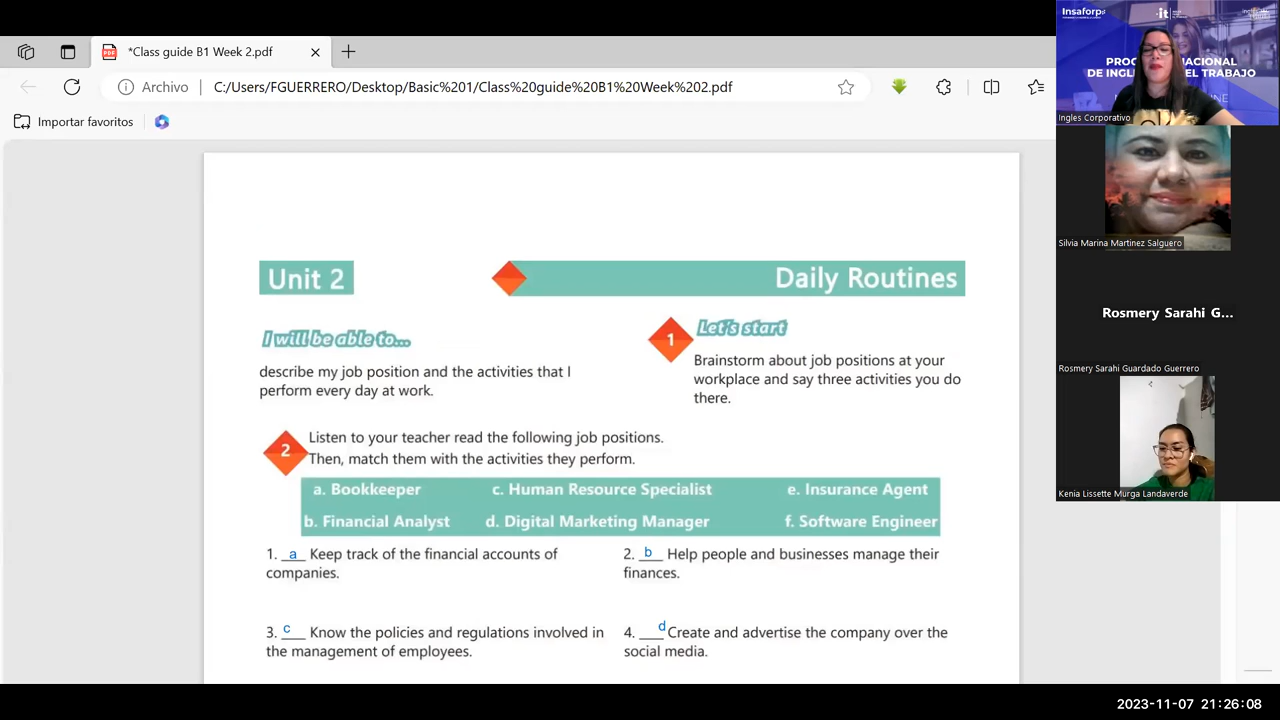 *Class guide B1 Week 2.pdf
Archivo
C:/Users/FGUERRERO/Desktop/Basic%201/Class%20guide%20B1%20Week%202.pdf
Importar favoritos
Unit 2
Daily Routines
I will be able to...
describe my job position and the activities that I
perform every day at work.
1
Let's start
Brainstorm about job positions at your
workplace and say three activities you do
there.
2
Listen to your teacher read the following job positions.
Then, match them with the activities they perform.
a. Bookkeeper
c. Human Resource Specialist
e. Insurance Agent
b. Financial Analyst
d. Digital Marketing Manager
f. Software Engineer
1. a Keep track of the financial accounts of
companies.
2. b Help people and businesses manage their
finances.
3. c Know the policies and regulations involved in
the management of employees.
4. d Create and advertise the company over the
social media.
Insaforp
Ingles Corporativo
Silvia Marina Martinez Salguero
Rosmery Sarahi G...
Rosmery Sarahi Guardado Guerrero
Kenia Lissette Murga Landaverde
2023-11-07 21:26:08